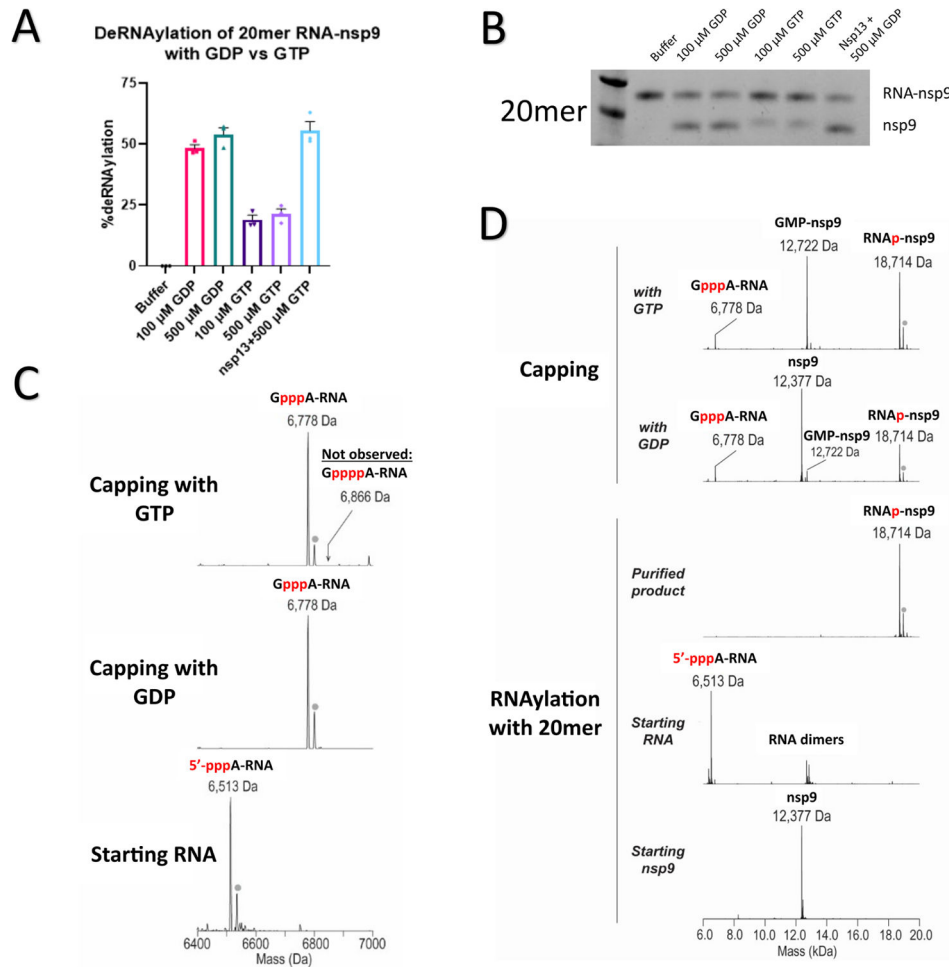 A
DeRNAylation of 20mer RNA-nsp9
with GDP vs GTP
%deRNAylation
50
25
0
Buffer
100 µM GDP
500 µM GDP
100 µM GTP
500 µM GTP
nsp13+500 µM GTP
B
Buffer
100 µM GDP
500 µM GDP
100 µM GTP
500 µM GTP
Nsp13 +
500 µM GDP
20mer
RNA-nsp9
nsp9
C
GpppA-RNA
6,778 Da
Not observed:
GppppA-RNA
6,866 Da
Capping with
GTP
GpppA-RNA
6,778 Da
Capping with
GDP
5’-pppA-RNA
6,513 Da
Starting RNA
6400
6600
6800
7000
Mass (Da)
D
Capping
with
GTP
GpppA-RNA
6,778 Da
GMP-nsp9
12,722 Da
RNAp-nsp9
18,714 Da
with
GDP
GpppA-RNA
6,778 Da
nsp9
12,377 Da
GMP-nsp9
12,722 Da
RNAp-nsp9
18,714 Da
RNAylation
with 20mer
Purified
product
RNAp-nsp9
18,714 Da
Starting
RNA
5’-pppA-RNA
6,513 Da
RNA dimers
Starting
nsp9
nsp9
12,377 Da
6.0
8.0
10.0
12.0
14.0
16.0
18.0
20.0
Mass (kDa)